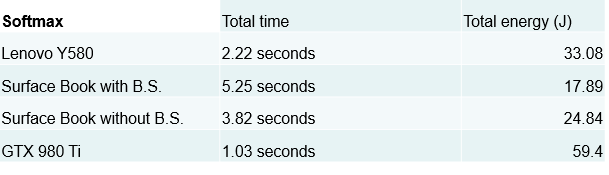 Softmax Total time Total energy (J)
Lenovo Y580 2.22 seconds 33.08
Surface Book with B.S. 5.25 seconds 17.89
Surface Book without B.S. 3.82 seconds 24.84
GTX 980 Ti 1.03 seconds 59.4